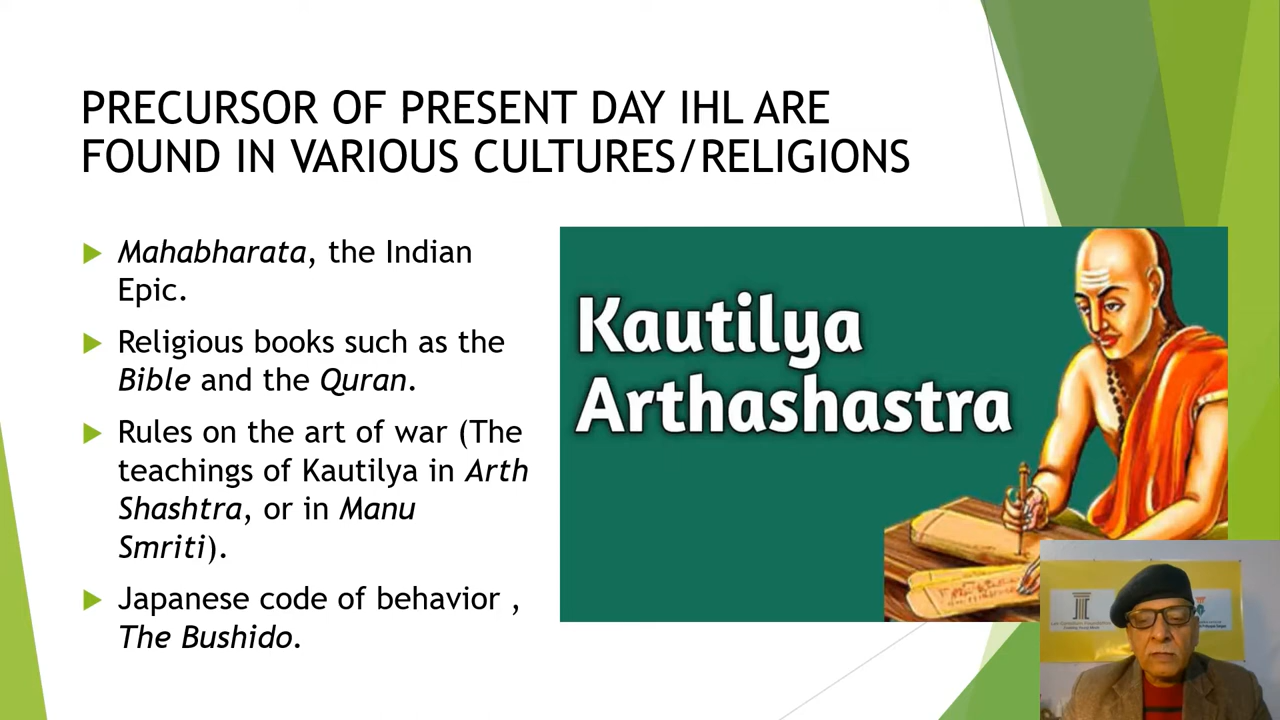 PRECURSOR OF PRESENT DAY IHL ARE
FOUND IN VARIOUS CULTURES/RELIGIONS
Mahabharata, the Indian
Epic.
Religious books such as the
Bible and the Quran.
Rules on the art of war (The
teachings of Kautilya in Arth
Shashtra, or in Manu
Smriti).
Japanese code of behavior ,
The Bushido.
Kautilya
Arthashastra